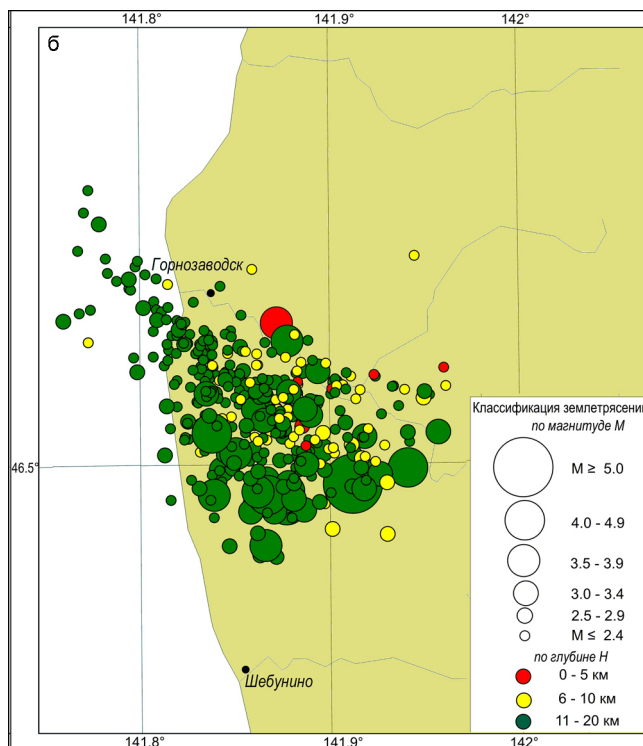 141.8° 141.9° 142°
б
Горнозаводск
Классификация землетрясени
по магнитуде М
М ≥ 5.0
46.5°
4.0 - 4.9
3.5 - 3.9
3.0 - 3.4
2.5 - 2.9
М ≤ 2.4
по глубине Н
0 - 5 км
6 - 10 км
11 - 20 км
Шебунино
141.8° 141.9° 142°